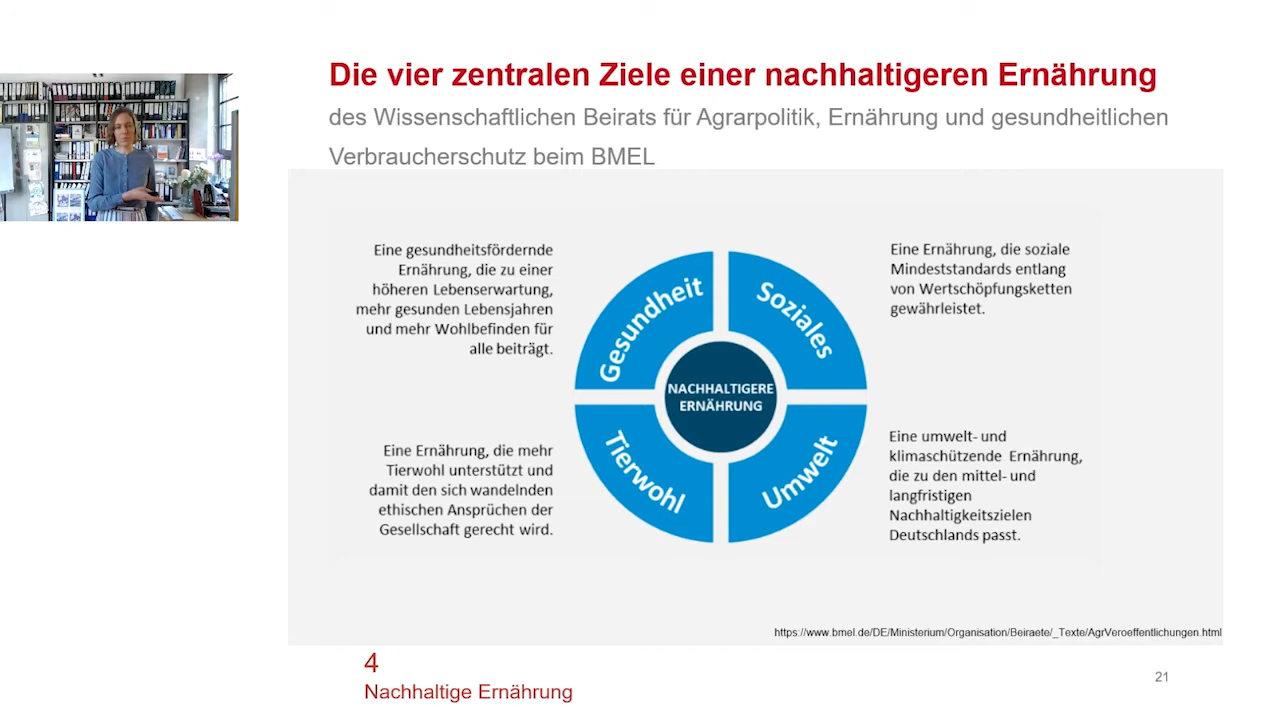 Die vier zentralen Ziele einer nachhaltigeren Ernährung
des Wissenschaftlichen Beirats für Agrarpolitik, Ernährung und gesundheitlichen
Verbraucherschutz beim BMEL
Eine gesundheitsfördernde
Ernährung, die zu einer
höheren Lebenserwartung,
mehr gesunden Lebensjahren
und mehr Wohlbefinden für
alle beiträgt.
Gesundheit
Soziales
Eine Ernährung, die soziale
Mindeststandards entlang
von Wertschöpfungsketten
gewährleistet.
NACHHALTIGERE
ERNÄHRUNG
Eine Ernährung, die mehr
Tierwohl unterstützt und
damit den sich wandelnden
ethischen Ansprüchen der
Gesellschaft gerecht wird.
Tierwohl
Umwelt
Eine umwelt- und
klimaschützende Ernährung,
die zu den mittel- und
langfristigen
Nachhaltigkeitszielen
Deutschlands passt.
https://www.bmel.de/DE/Ministerium/Organisation/Beiraete/_Texte/AgrVeroeffentlichungen.html
4
Nachhaltige Ernährung
21